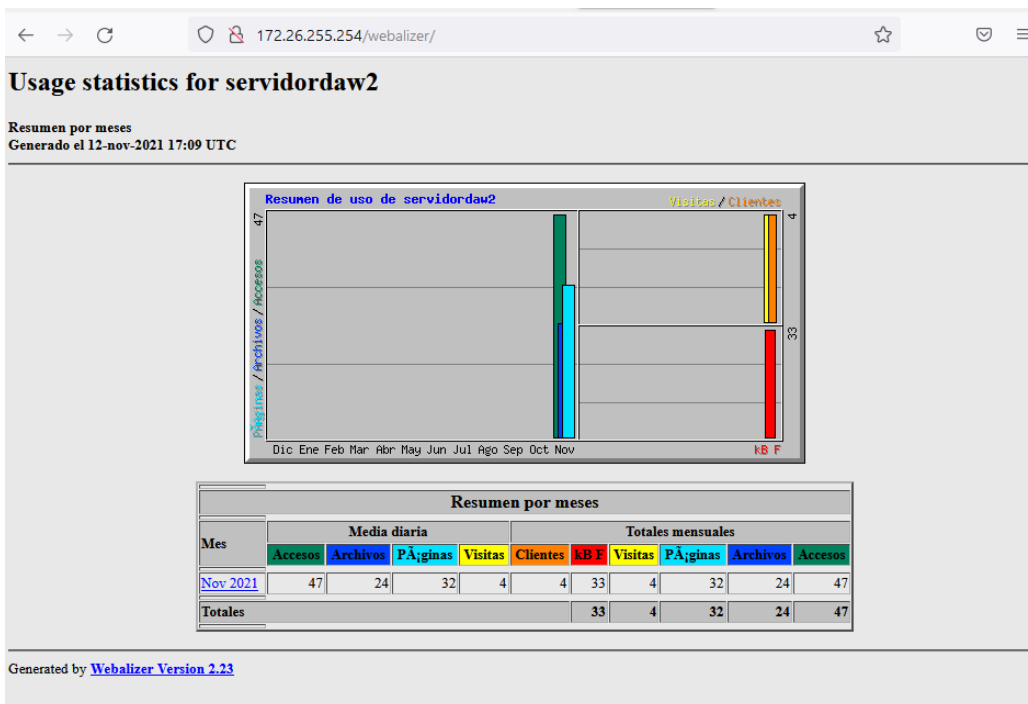 172.26.255.254/webalizer/
Usage statistics for servidordaw2
Resumen por meses
Generado el 12-nov-2021 17:09 UTC
Resumen de uso de servidordaw2
Visitas/Clientes
47
4
33
PÃ¡ginas / Archivos / Accesos
Dic Ene Feb Mar Abr May Jun Jul Ago Sep Oct Nov
kB F
Resumen por meses
Mes Media diaria Totales mensuales
Accesos Archivos PÃ¡ginas Visitas Clientes kB F Visitas PÃ¡ginas Archivos Accesos
Nov 2021 47 24 32 4 4 33 4 32 24 47
Totales 33 4 32 24 47
Generated by Webalizer Version 2.23